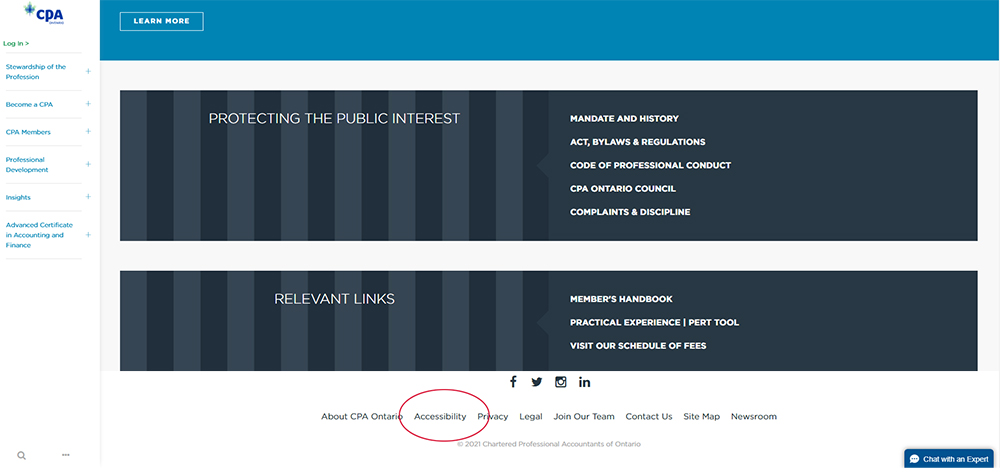 CPA
ONTARIO
Log In >
Stewardship of the
Profession
+
Become a CPA
+
CPA Members
+
Professional
Development
+
Insights
+
Advanced Certificate
in Accounting and
Finance
+
LEARN MORE
PROTECTING THE PUBLIC INTEREST
MANDATE AND HISTORY
ACT, BYLAWS & REGULATIONS
CODE OF PROFESSIONAL CONDUCT
CPA ONTARIO COUNCIL
COMPLAINTS & DISCIPLINE
RELEVANT LINKS
MEMBER'S HANDBOOK
PRACTICAL EXPERIENCE | PERT TOOL
VISIT OUR SCHEDULE OF FEES
About CPA Ontario Accessibility Privacy Legal Join Our Team Contact Us Site Map Newsroom
© 2021 Chartered Professional Accountants of Ontario
Chat with an Expert